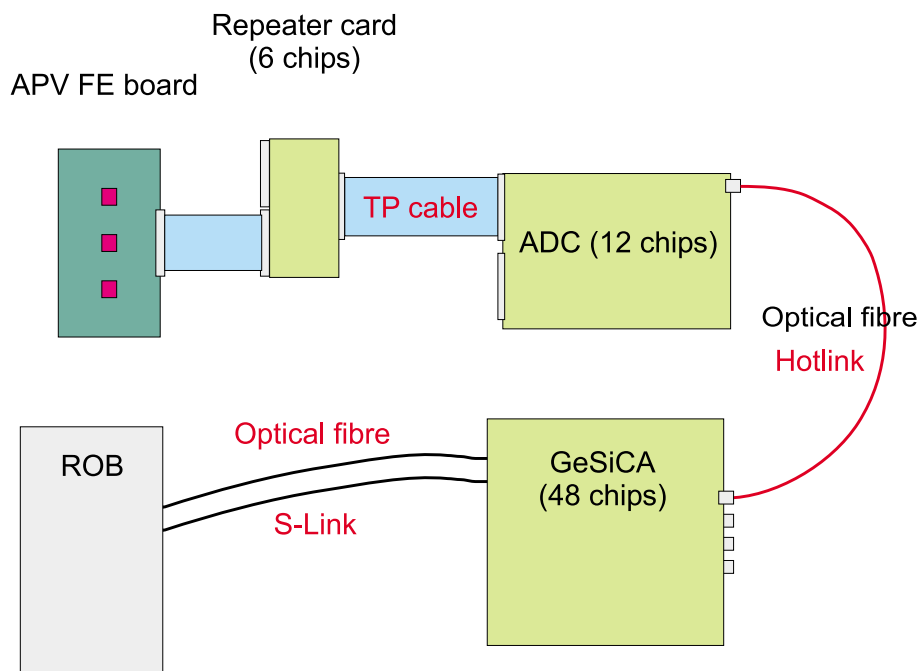 Repeater card
(6 chips)
APV FE board
TP cable
ADC (12 chips)
Optical fibre
Hotlink
Optical fibre
S-Link
ROB
GeSiCA
(48 chips)